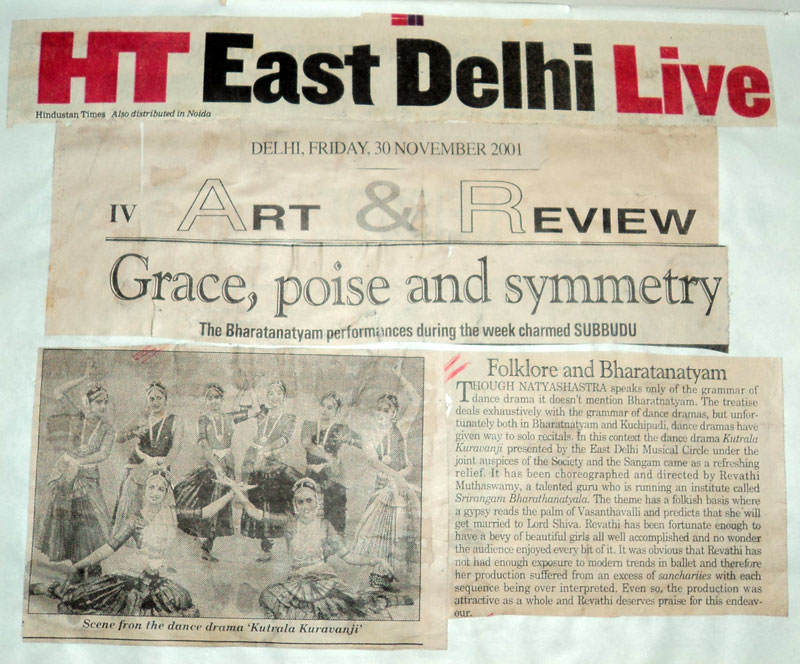 HT East Delhi Live
Hindustan Times Also distributed in Noida
DELHI, FRIDAY, 30 NOVEMBER 2001
IV ART & REVIEW
Grace, poise and symmetry
The Bharatanatyam performances during the week charmed SUBBUDU
Scene fron the dance drama 'Kutrala Kuravanji'
Folklore and Bharatanatyam
THOUGH NATYASHASTRA speaks only of the grammar of
dance drama it doesn't mention Bharatnatyam. The treatise
deals exhaustively with the grammar of dance dramas, but unfor-
tunately both in Bharatnatyam and Kuchipudi, dance dramas have
given way to solo recitals. In this context the dance drama Kutrala
Kuravanji presented by the East Delhi Musical Circle under the
joint auspices of the Society and the Sangam came as a refreshing
relief. It has been choreographed and directed by Revathi
Muthaswamy, a talented guru who is running an institute called
Srirangam Bharathanatyala. The theme has a folkish basis where
a gypsy reads the palm of Vasanthavalli and predicts that she will
get married to Lord Shiva. Revathi has been fortunate enough to
have a bevy of beautiful girls all well accomplished and no wonder
the audience enjoyed every bit of it. It was obvious that Revathi has
not had enough exposure to modern trends in ballet and therefore
her production suffered from an excess of sanchariies with each
sequence being over interpreted. Even so, the production was
attractive as a whole and Revathi deserves praise for this endeav-
our.